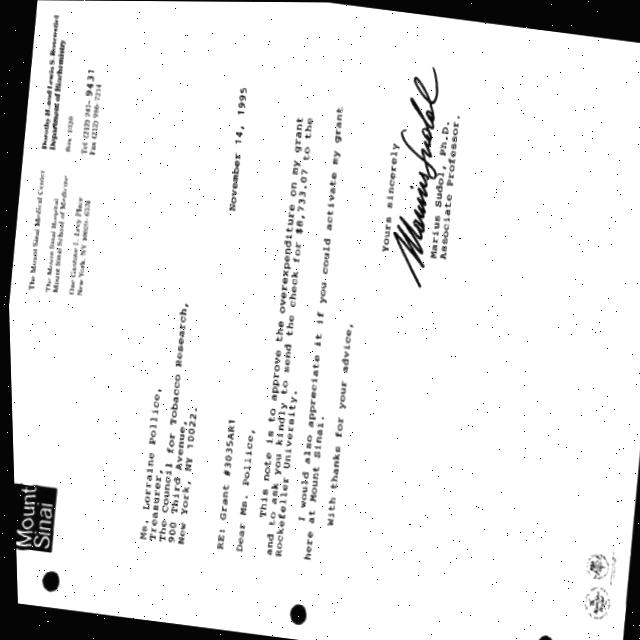 Mount
Sinai
The Mount Sinai Medical Center
The Mount Sinai Hospital
Mount Sinai School of Medicine
One Gustave L. Levy Place
New York, NY 10029-6574
Dorothy H. and Lewis S. Rosenstiel
Department of Biochemistry
Box 1020
Tel (212) 241-9431
Fax (212) 996-7214
November 14, 1995
Ms. Lorraine Pollice,
Treasurer,
The Council for Tobacco Research,
900 Third Avenue,
New York, NY 10022.
RE: Grant #3035AR1
Dear Ms. Pollice,
This note is to approve the overexpenditure on my grant
and to ask you kindly to send the check for $8,733.07 to the
Rockefeller University.
I would also appreciate it if you could activate my grant
here at Mount Sinai.
With thanks for your advice,
Yours sincerely
Marius Sudol
Marius Sudol, Ph.D.
Associate Professor.